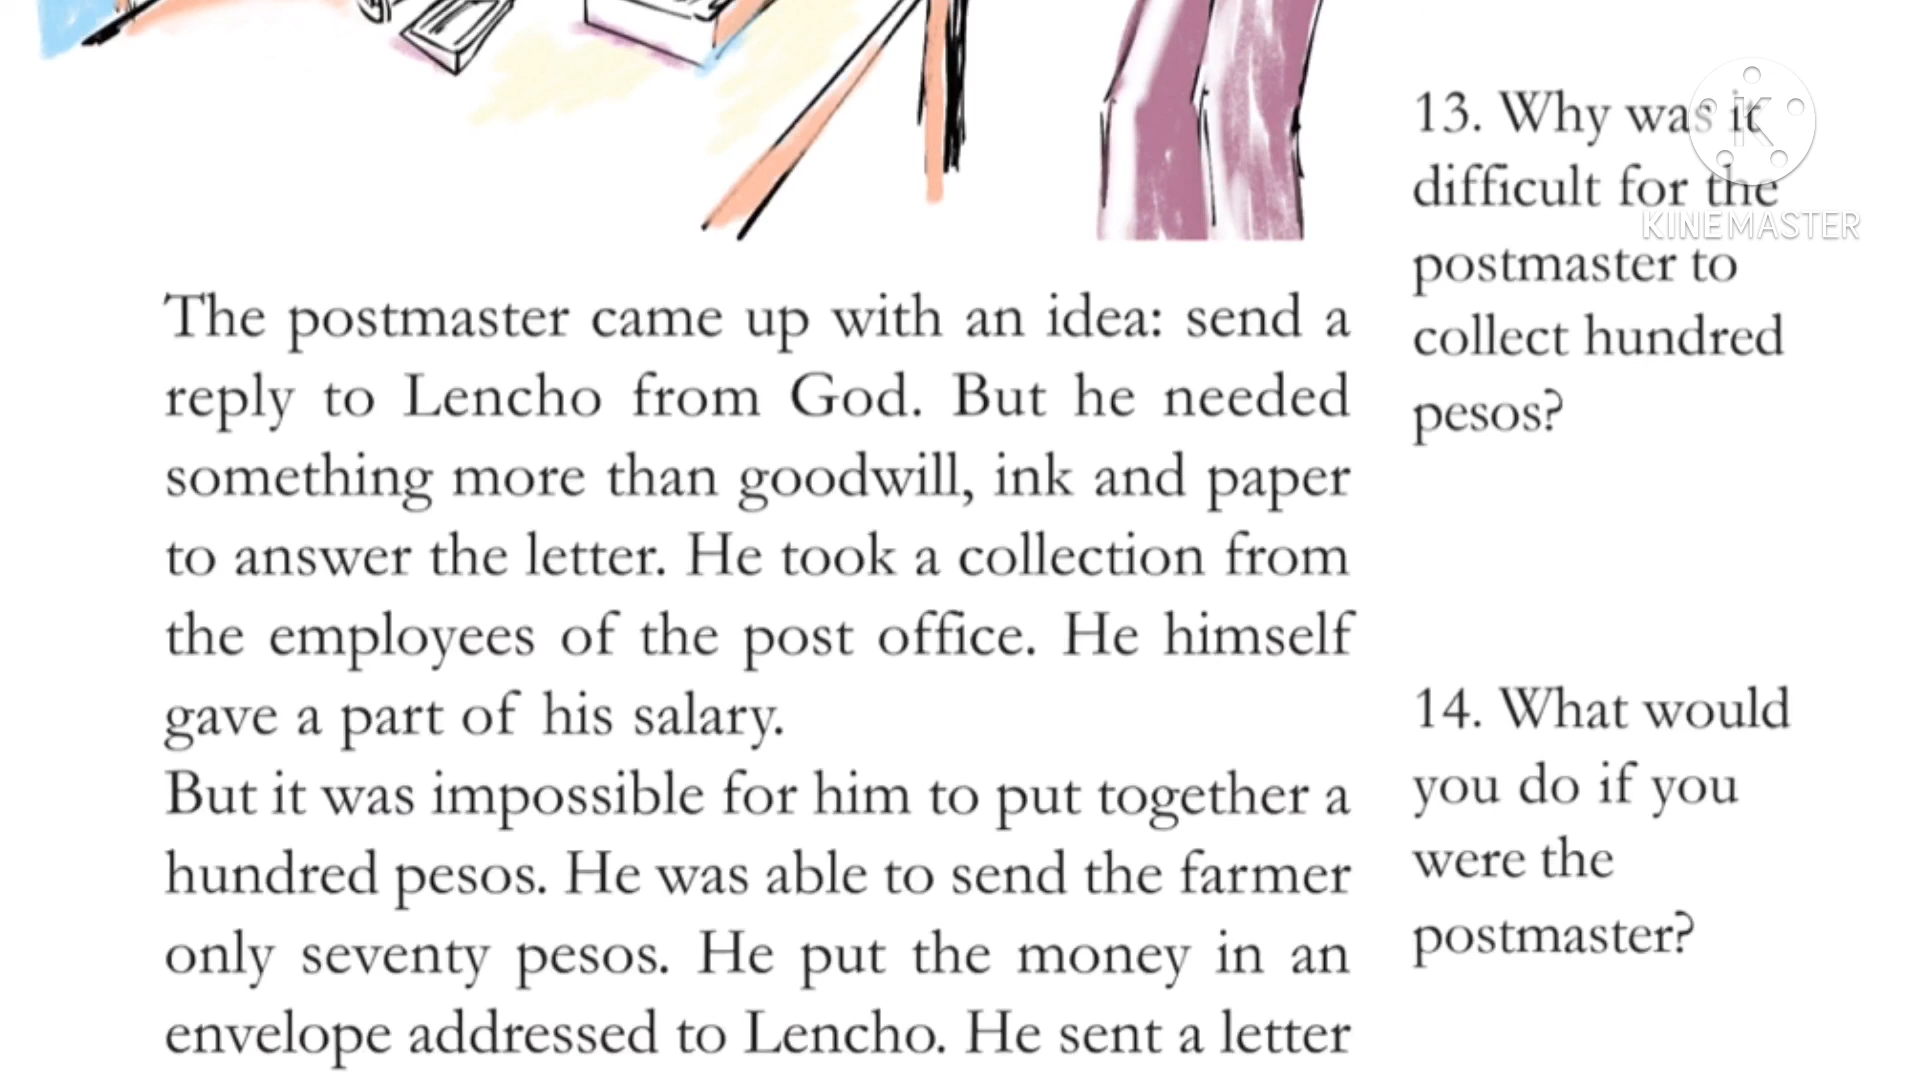 The postmaster came up with an idea: send a
reply to Lencho from God. But he needed
something more than goodwill, ink and paper
to answer the letter. He took a collection from
the employees of the post office. He himself
gave a part of his salary.
But it was impossible for him to put together a
hundred pesos. He was able to send the farmer
only seventy pesos. He put the money in an
envelope addressed to Lencho. He sent a letter
13. Why was it
difficult for the
postmaster to
collect hundred
pesos?
14. What would
you do if you
were the
postmaster?
K
KINEMASTER